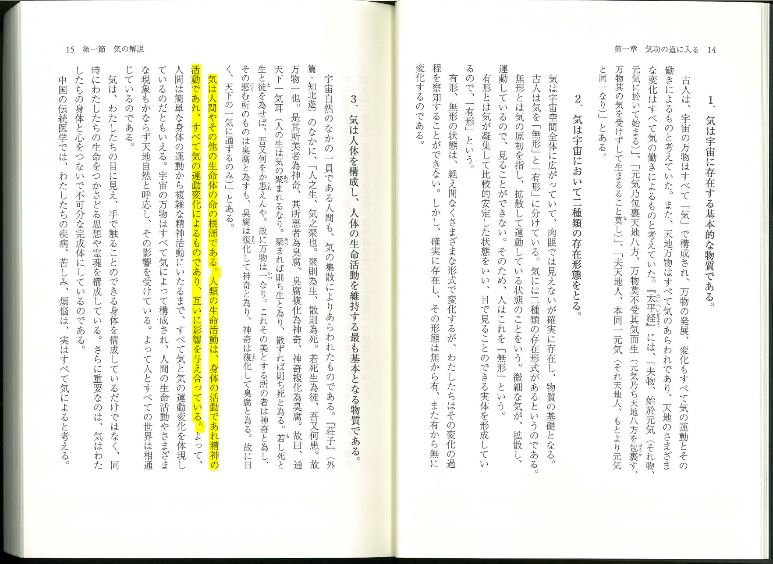 第一章 気功の道に入る 14
1. 気は宇宙に存在する基本的な物質である。
古人は、宇宙の万物はすべて「気」で構成され、万物の発展、変化もすべて気の運動とその
働きによるものと考えていた。また、天地万物はすべて気のあらわれであり、天地のさまざま
な変化はすべて気の働きによるものと考えていた。『太平経』には、「夫物、始於元気（それ物、
元気に於いて始まる）」、「元気乃包裹天地八方、万物莫不受其気而生（元気乃ち天地八方を包裹す、
万物其の気を受けずして生まるること莫し）」、「夫天地人、本同一元気（それ天地人、もとより元気
と同一なり）」とある。
2. 気は宇宙において二種類の存在形態をとる。
気は宇宙空間全体に広がっていて、肉眼では見えないが確実に存在し、物質の基礎となる。
古人は気を「無形」と「有形」に分けている。気に二種類の存在形式があるというのである。
無形とは気の原初を指し、拡散して運動している状態のことをいう。微細な気が、拡散し、
運動しているので、見ることができない。そのため、人はこれを「無形」という。
有形とは気が凝集して比較的安定した状態をいい、目で見ることのできる実体を形成してい
るので、「有形」という。
有形、無形の状態は、絶え間なくさまざまな形式で変化するが、わたしたちはその変化の過
程を察知することができない。しかし、確実に存在し、その形態は無から有、また有から無に
変化するのである。
15 第一節 気の解説
3. 気は人体を構成し、人体の生命活動を維持する最も基本となる物質である。
宇宙自然のなかの一員である人間も、気の集まりよりあらわれたものである。『荘子』（外
篇・知北遊）のなかに、「人之生、気之聚也。聚則為生、散則為死。若死生為徒、吾又何患。故
万物一也。是其所美者為神奇、其所悪者為臭腐、臭腐復化為神奇、神奇復化為臭腐。故曰、通
天下一気耳（人の生は気の聚まれるなり。聚まれば則ち生と為り、散ずれば則ち死と為る。若し死と
生と徒を為せば、吾又何をか患えんや。故に万物は一なり。これその美とする所の者は神奇と為し、
その悪む所のものは臭腐と為すも、臭腐は復化して神奇と為り、神奇は復化して臭腐と為る。故に曰
く、天下の一気に通ずるのみ）」とある。
気は人間やその他の生命体の命の根源である。人類の生命活動は、身体の活動であれ精神の
活動であれ、すべて気の運動変化によるものであり、互いに影響を与え合っている。よって、
人間は簡単な身体の運動から複雑な精神活動にいたるまで、すべて気と気の運動変化を体現し
ているのだともいえる。宇宙の万物はすべて気によって構成され、人間の生命活動やさまざま
な現象もかならず天地自然と呼応し、その影響を受けている。よって人とすべての世界は相通
じているのである。
気は、わたしたちの目に見え、手で触ることのできる身体を構成しているだけではなく、同
時にわたしたちの生命をつかさどる思惟や霊魂を構成している。さらに重要なのは、気はわた
したちの身体と心をつないで不可分な完成体にしているのである。
中国の伝統医学では、わたしたちの疾病、苦しみ、煩悩は、実はすべて気によると考える。